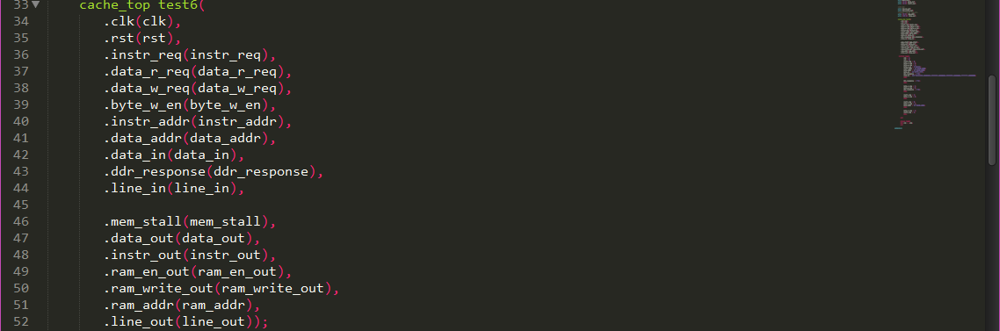 33 cache_top test6(
34 .clk(clk),
35 .rst(rst),
36 .instr_req(instr_req),
37 .data_r_req(data_r_req),
38 .data_w_req(data_w_req),
39 .byte_w_en(byte_w_en),
40 .instr_addr(instr_addr),
41 .data_addr(data_addr),
42 .data_in(data_in),
43 .ddr_response(ddr_response),
44 .line_in(line_in),
45
46 .mem_stall(mem_stall),
47 .data_out(data_out),
48 .instr_out(instr_out),
49 .ram_en_out(ram_en_out),
50 .ram_write_out(ram_write_out),
51 .ram_addr(ram_addr),
52 .line_out(line_out));